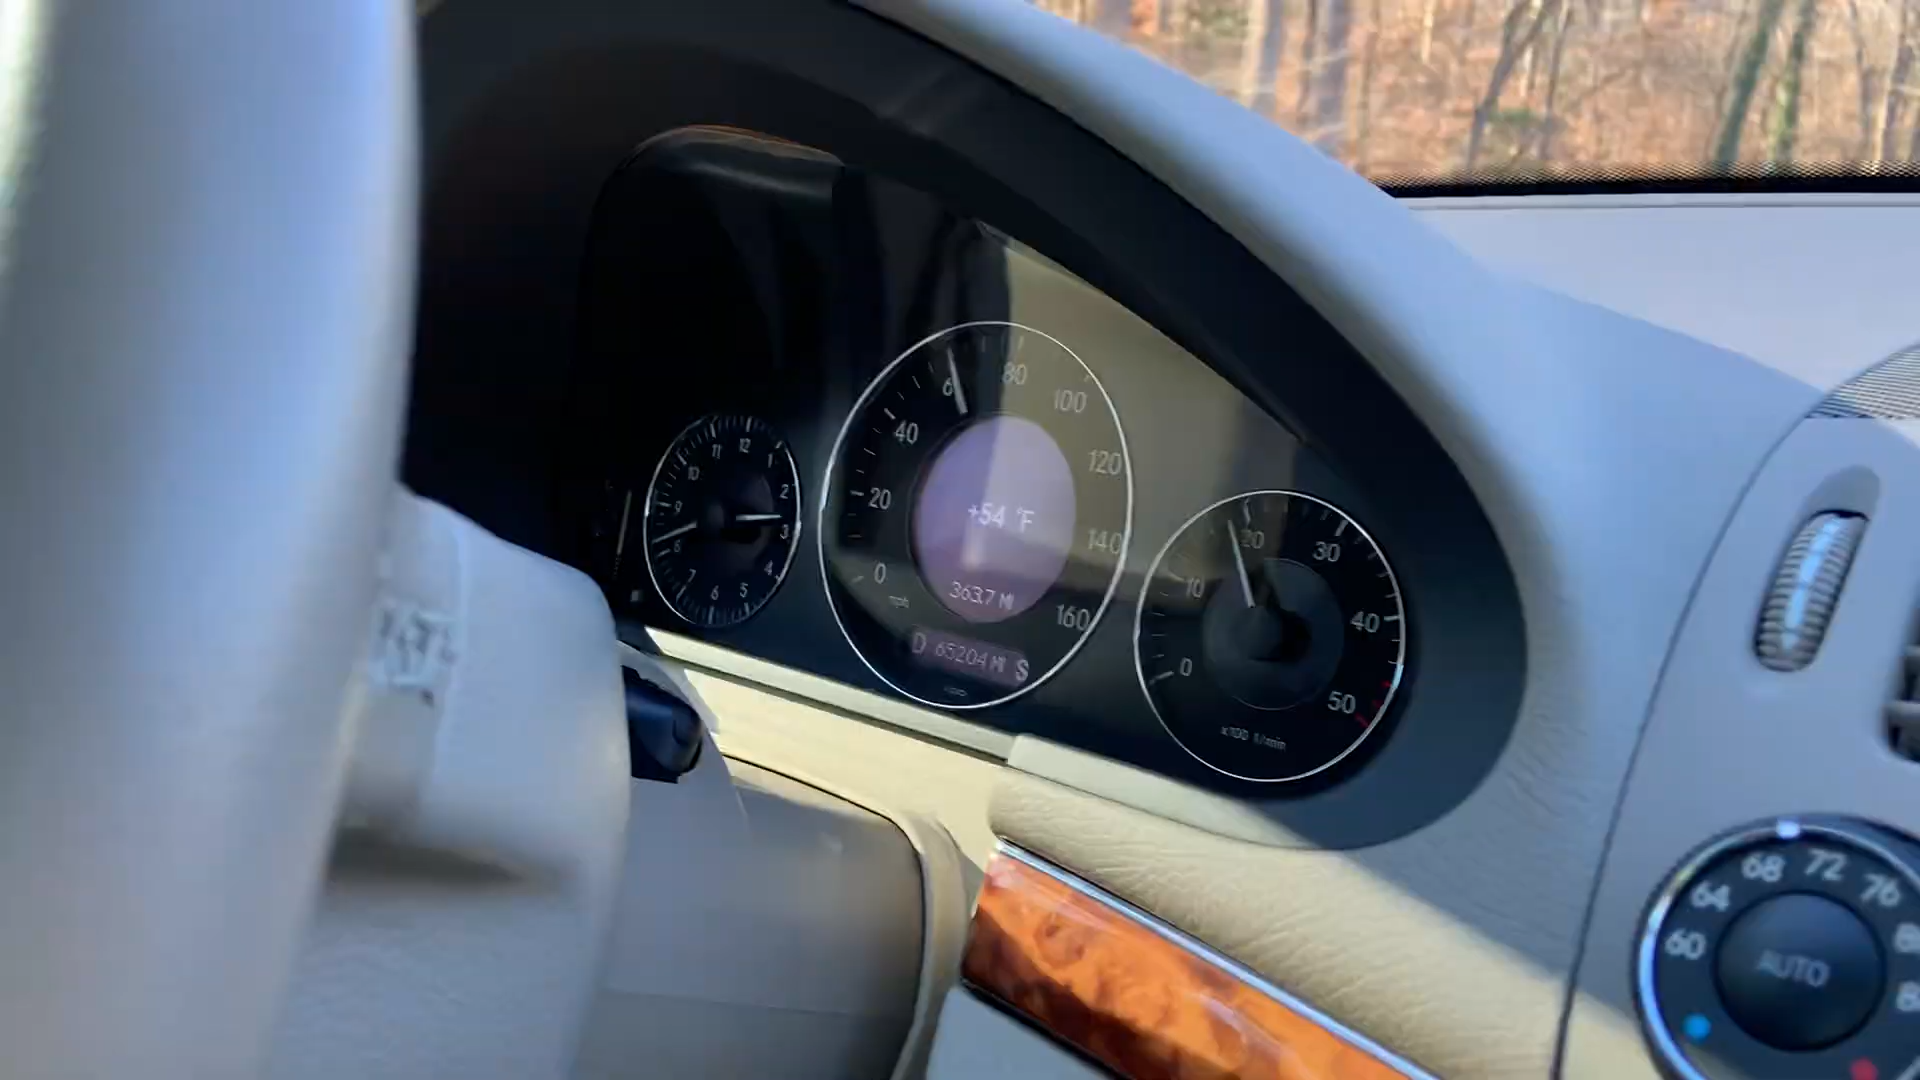 11 12 1
10 2
9 3
8 4
7 6 5
80
6 100
40 120
20 +54 °F 140
0 363.7 MI 160
mph
D 65204 MI S
20 30
10 40
0 50
x100 1/min
68 72 76
64
60
AUTO